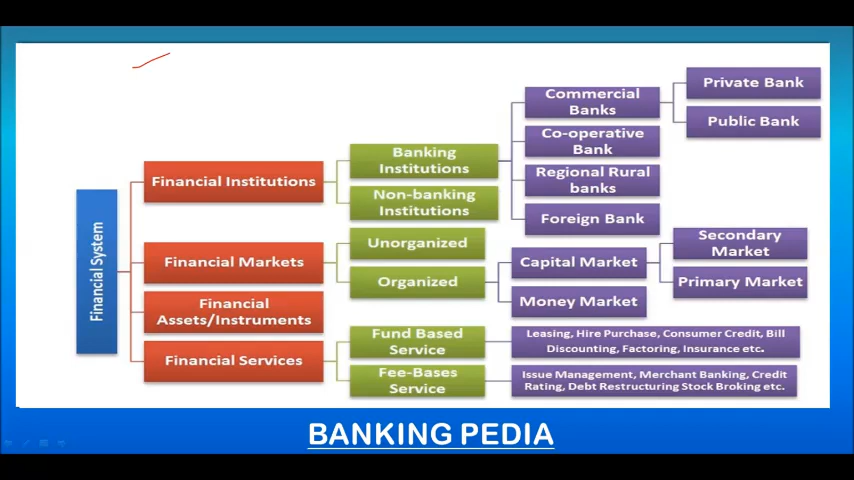 Financial System
Financial Institutions
Banking
Institutions
Non-banking
Institutions
Commercial
Banks
Private Bank
Public Bank
Co-operative
Bank
Regional Rural
banks
Foreign Bank
Financial Markets
Unorganized
Organized
Capital Market
Secondary
Market
Primary Market
Money Market
Financial
Assets/Instruments
Financial Services
Fund Based
Service
Leasing, Hire Purchase, Consumer Credit, Bill
Discounting, Factoring, Insurance etc.
Fee-Bases
Service
Issue Management, Merchant Banking, Credit
Rating, Debt Restructuring Stock Broking etc.
BANKING PEDIA